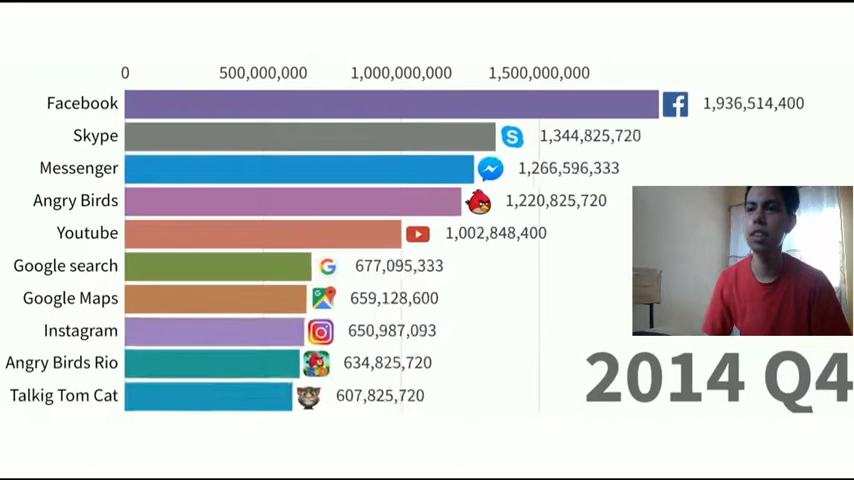 0 500,000,000 1,000,000,000 1,500,000,000
Facebook 1,936,514,400
Skype 1,344,825,720
Messenger 1,266,596,333
Angry Birds 1,220,825,720
Youtube 1,002,848,400
Google search 677,095,333
Google Maps 659,128,600
Instagram 650,987,093
Angry Birds Rio 634,825,720
Talkig Tom Cat 607,825,720
2014 Q4